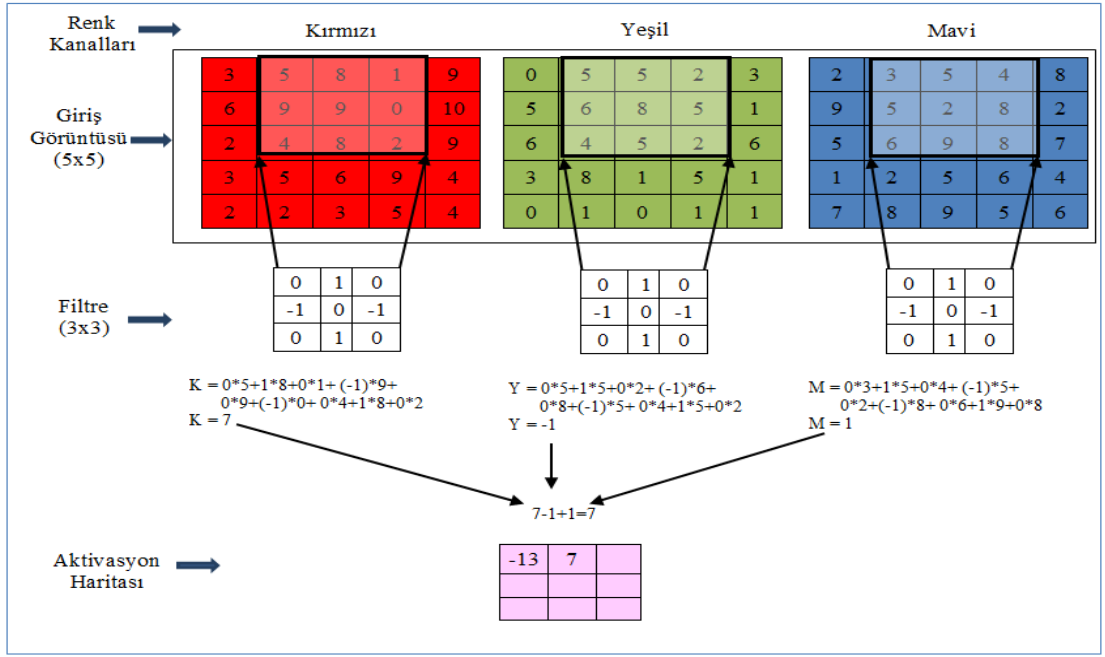 Renk
Kanalları
Kırmızı
Yeşil
Mavi
Giriş
Görüntüsü
(5x5)
3 5 8 1 9
6 9 9 0 10
2 4 8 2 9
3 5 6 9 4
2 2 3 5 4
0 5 5 2 3
5 6 8 5 1
6 4 5 2 6
3 8 1 5 1
0 1 0 1 1
2 3 5 4 8
9 5 2 8 2
5 6 9 8 7
1 2 5 6 4
7 8 9 5 6
Filtre
(3x3)
0 1 0
-1 0 -1
0 1 0
0 1 0
-1 0 -1
0 1 0
0 1 0
-1 0 -1
0 1 0
K = 0*5+1*8+0*1+ (-1)*9+
0*9+(-1)*0+ 0*4+1*8+0*2
K = 7
Y = 0*5+1*5+0*2+ (-1)*6+
0*8+(-1)*5+ 0*4+1*5+0*2
Y = -1
M = 0*3+1*5+0*4+ (-1)*5+
0*2+(-1)*8+ 0*6+1*9+0*8
M = 1
7-1+1=7
Aktivasyon
Haritası
-13 7